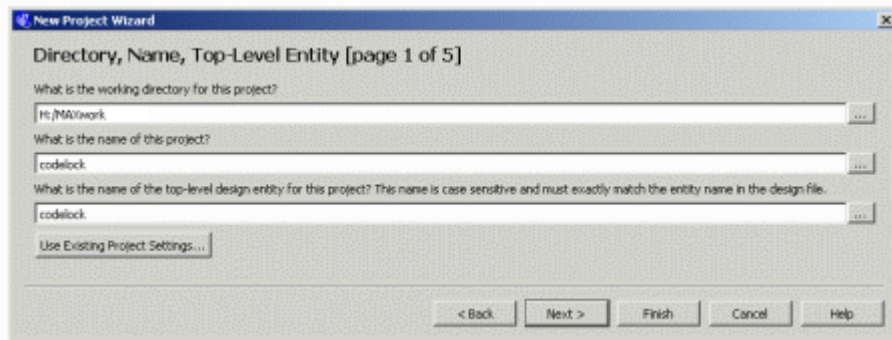 New Project Wizard
Directory, Name, Top-Level Entity [page 1 of 5]
What is the working directory for this project?
H:/MAXwork
...
What is the name of this project?
codelock
...
What is the name of the top-level design entity for this project? This name is case sensitive and must exactly match the entity name in the design file.
codelock
...
Use Existing Project Settings...
< Back Next > Finish Cancel Help